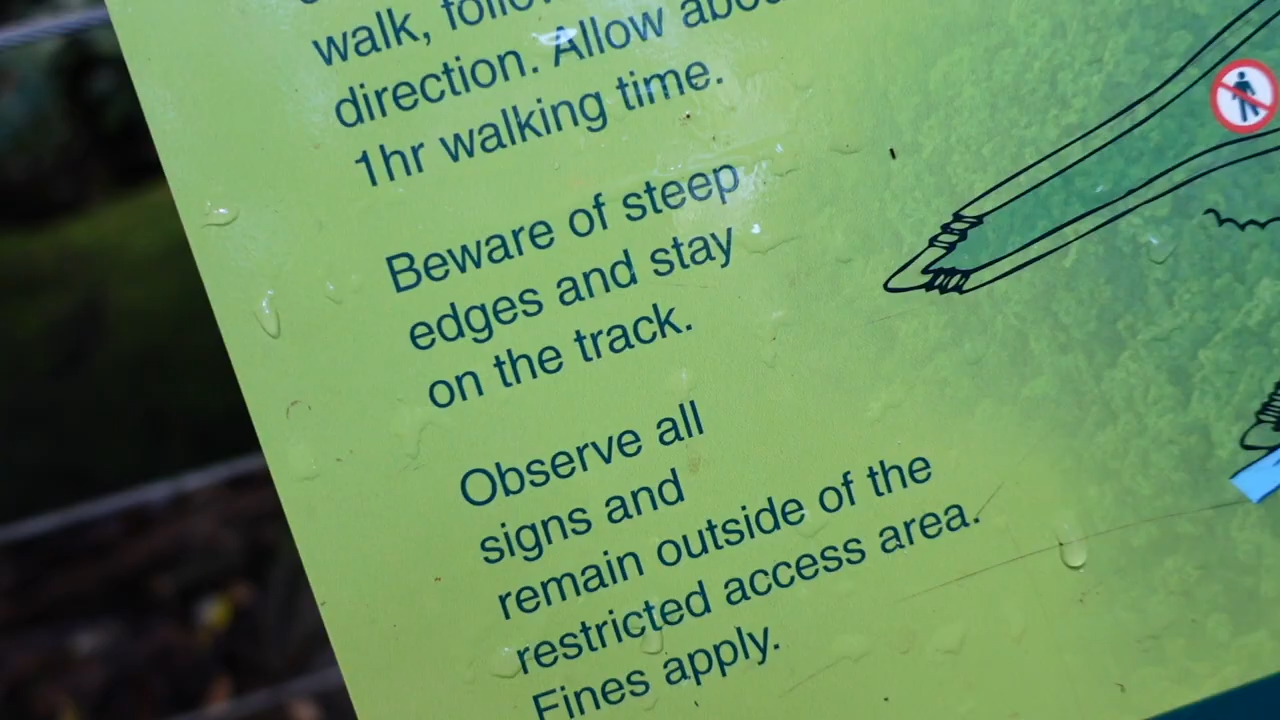 walk, follow
direction. Allow about
1hr walking time.
Beware of steep
edges and stay
on the track.
Observe all
signs and
remain outside of the
restricted access area.
Fines apply.